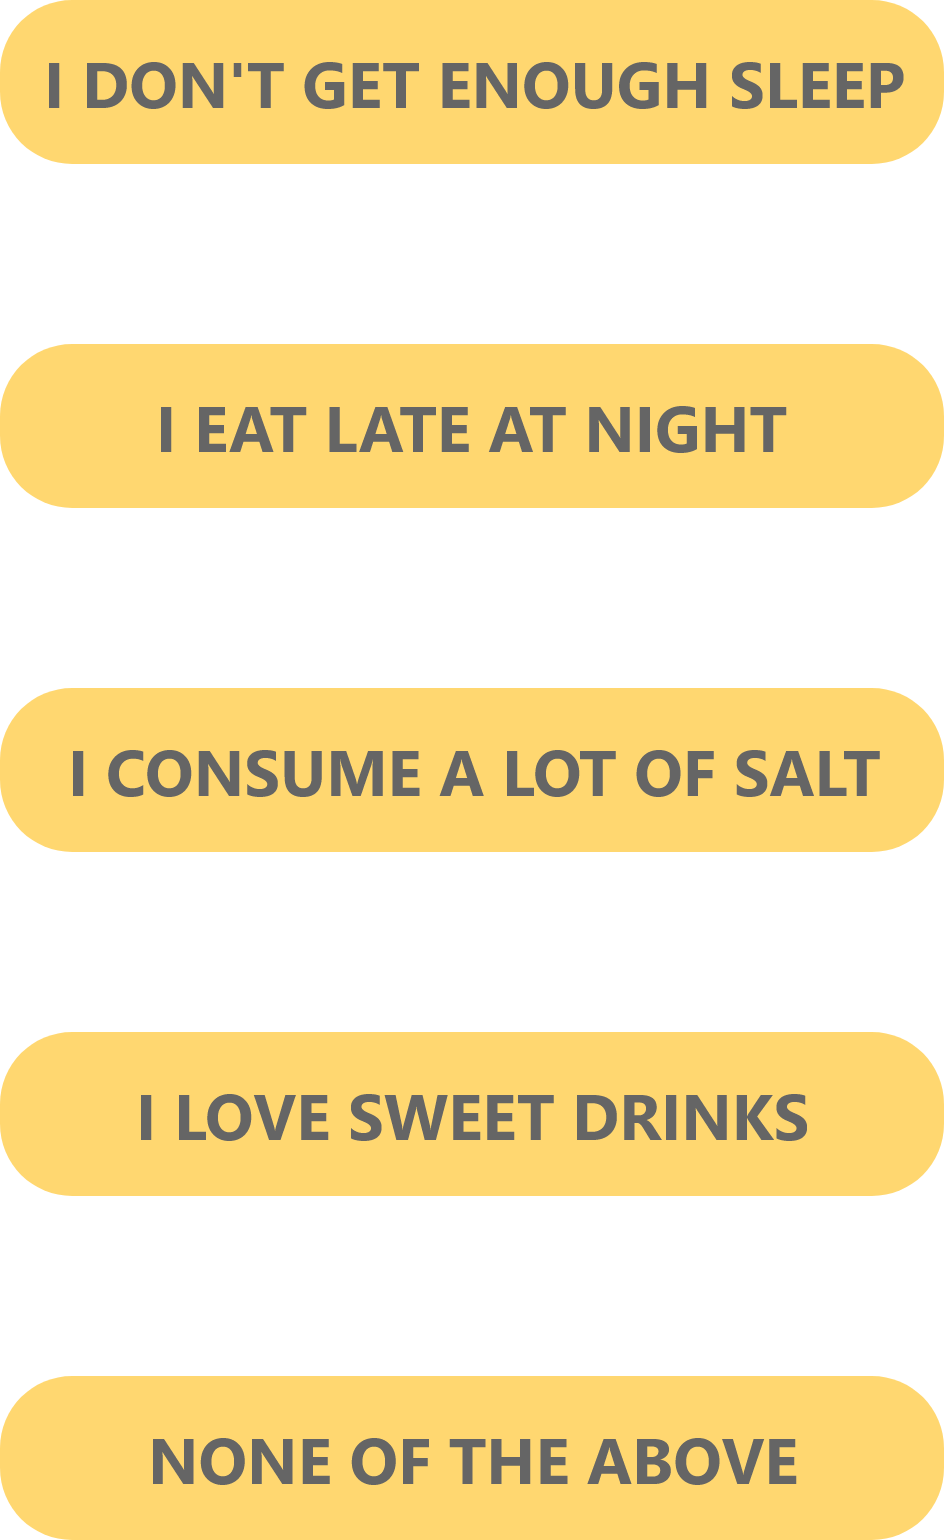 I DON'T GET ENOUGH SLEEP
I EAT LATE AT NIGHT
I CONSUME A LOT OF SALT
I LOVE SWEET DRINKS
NONE OF THE ABOVE